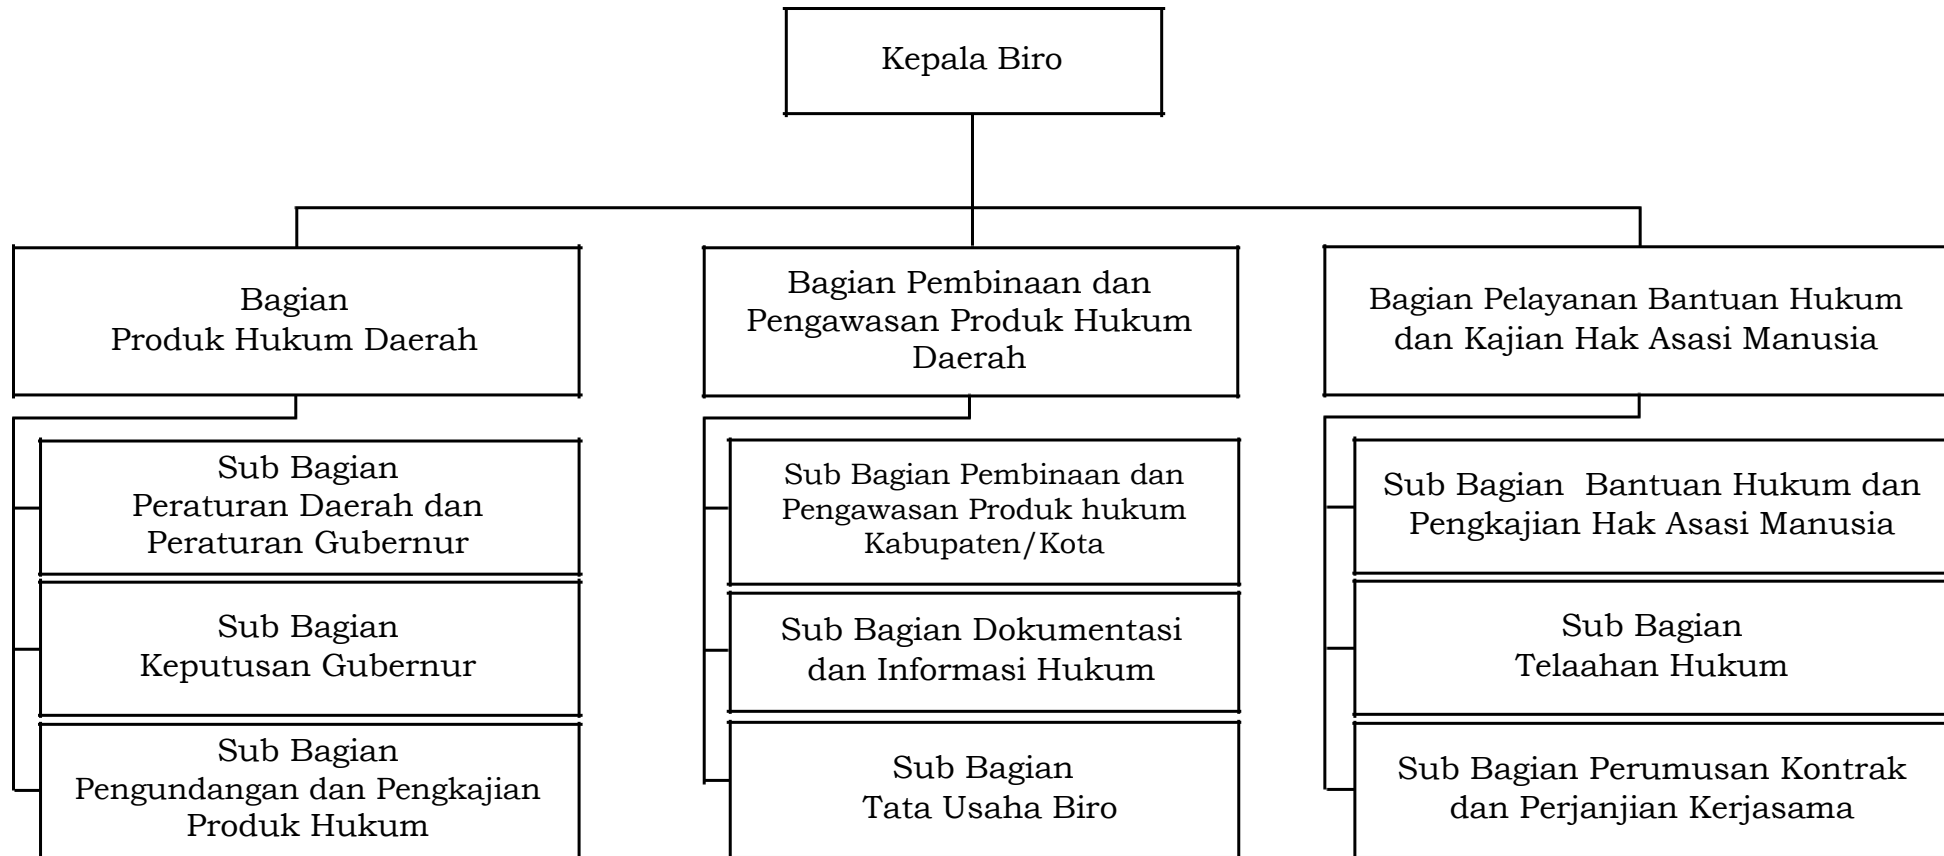 Kepala Biro
Bagian
Produk Hukum Daerah
Bagian Pembinaan dan
Pengawasan Produk Hukum
Daerah
Bagian Pelayanan Bantuan Hukum
dan Kajian Hak Asasi Manusia
Sub Bagian
Peraturan Daerah dan
Peraturan Gubernur
Sub Bagian
Keputusan Gubernur
Sub Bagian
Pengundangan dan Pengkajian
Produk Hukum
Sub Bagian Pembinaan dan
Pengawasan Produk hukum
Kabupaten/Kota
Sub Bagian Dokumentasi
dan Informasi Hukum
Sub Bagian
Tata Usaha Biro
Sub Bagian  Bantuan Hukum dan
Pengkajian Hak Asasi Manusia
Sub Bagian
Telaahan Hukum
Sub Bagian Perumusan Kontrak
dan Perjanjian Kerjasama